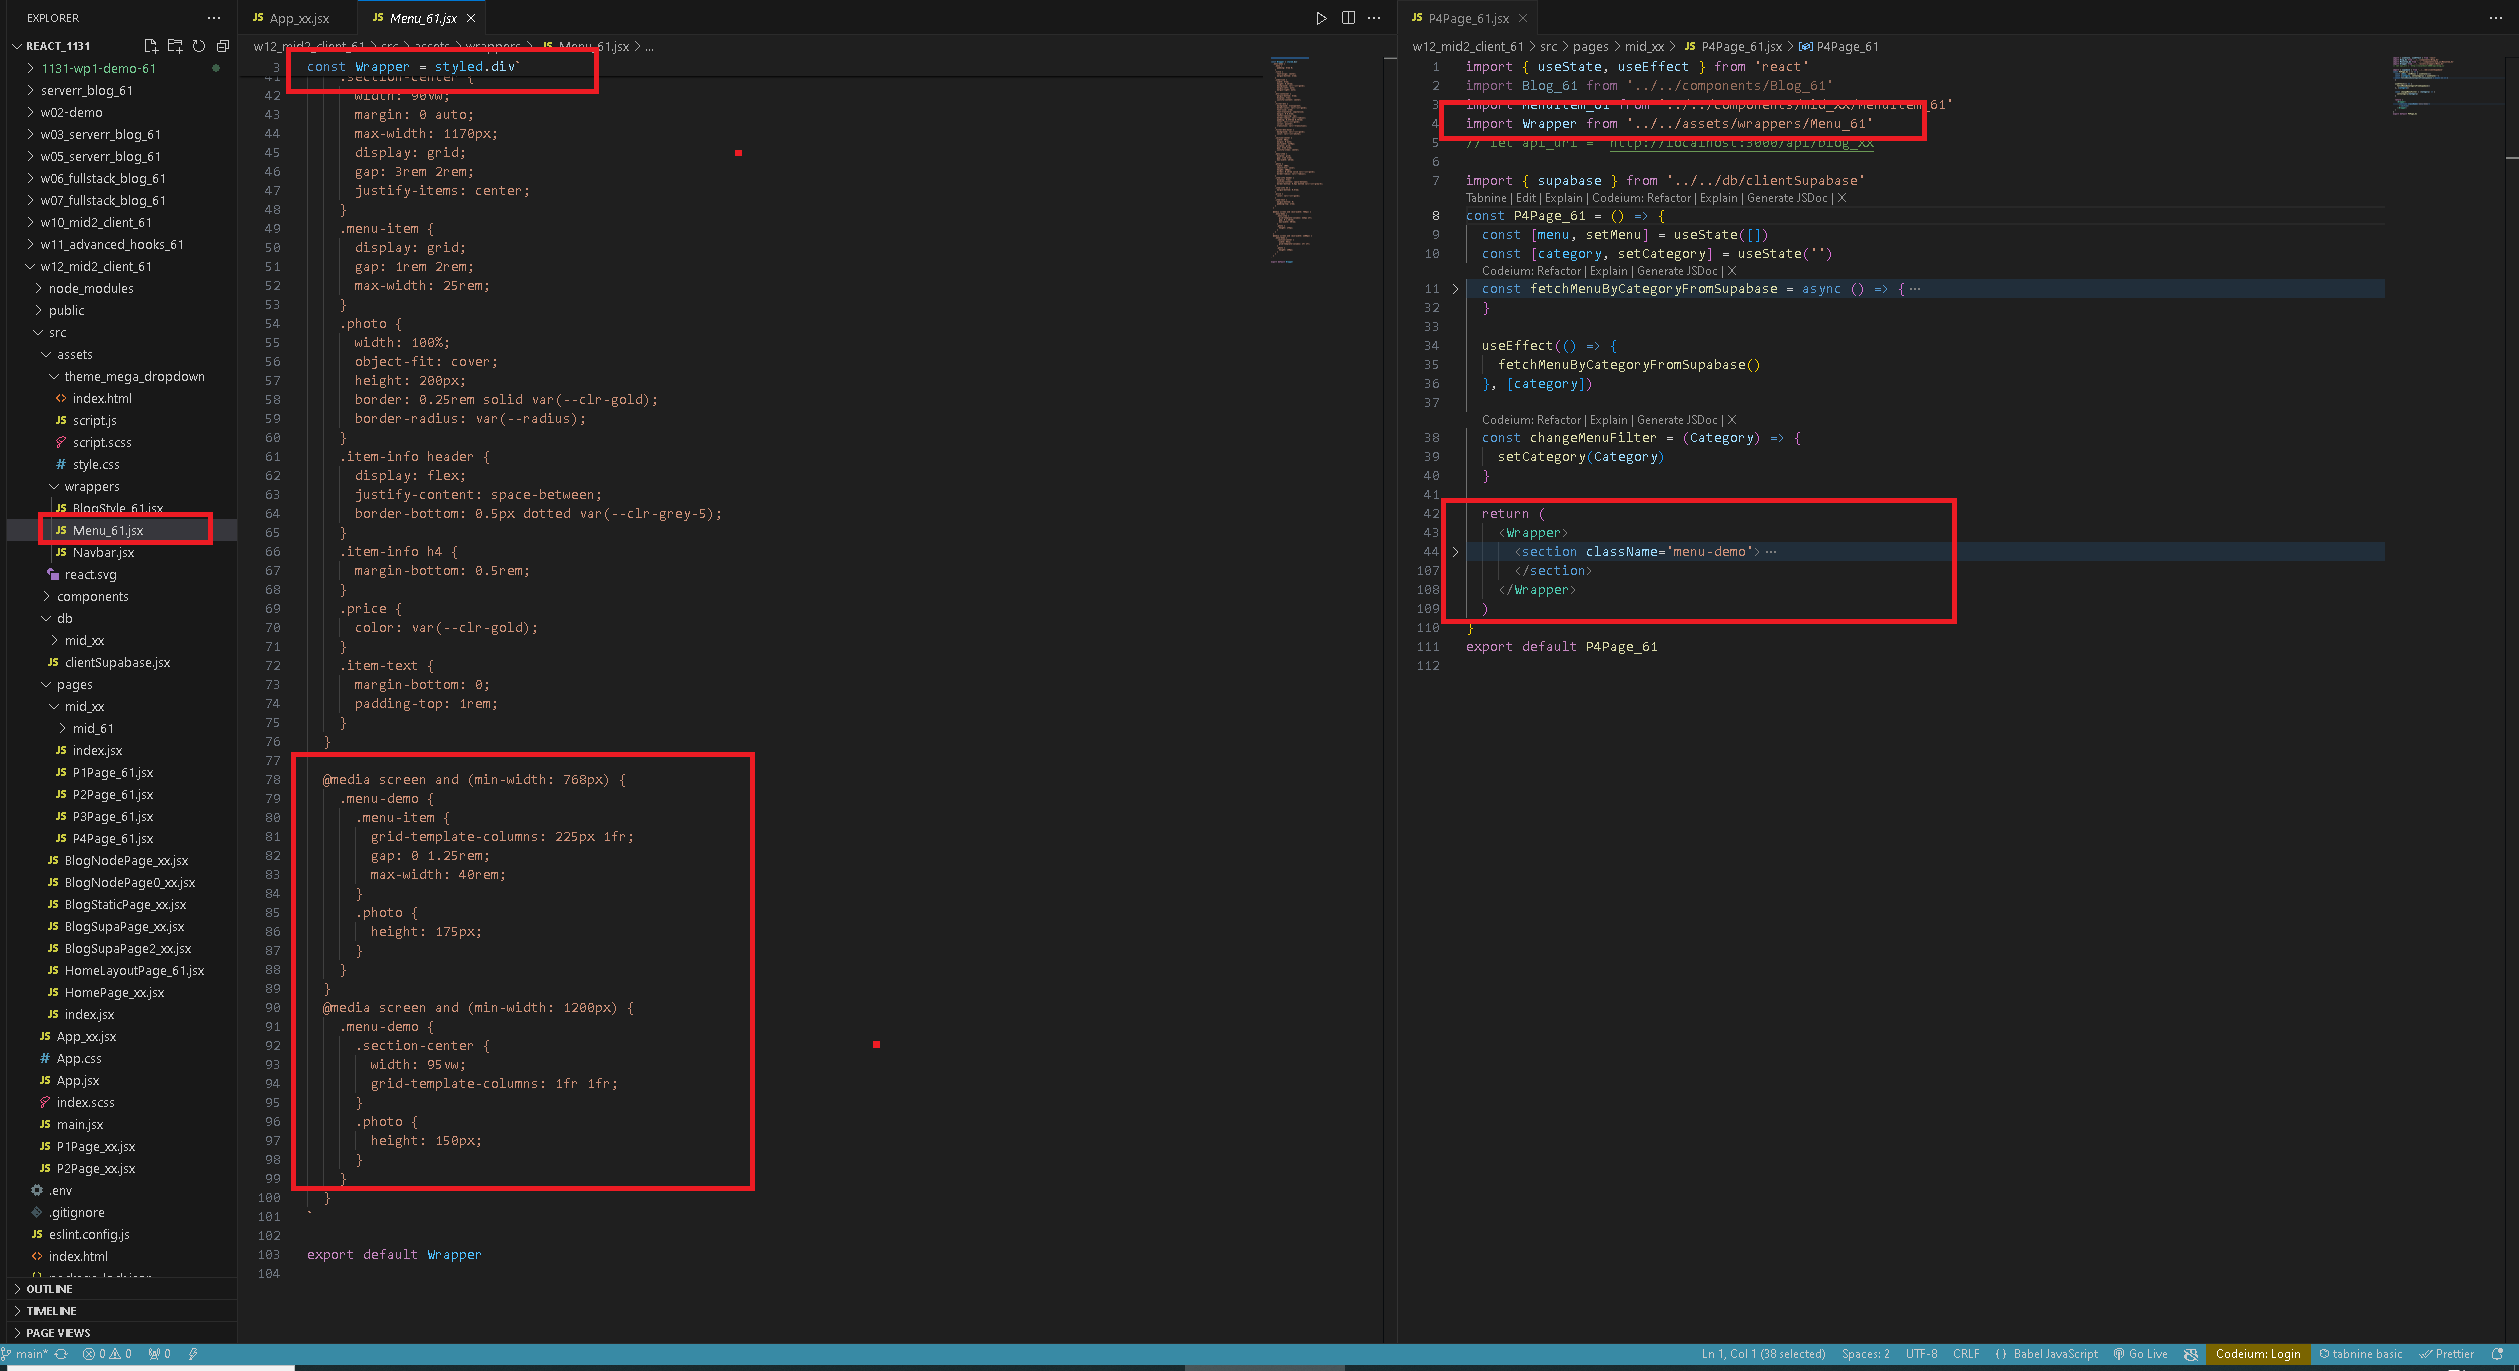 EXPLORER
REACT_1131
1131-wp1-demo-61
serverr_blog_61
w02-demo
w03_serverr_blog_61
w05_serverr_blog_61
w06_fullstack_blog_61
w07_fullstack_blog_61
w10_mid2_client_61
w11_advanced_hooks_61
w12_mid2_client_61
node_modules
public
src
assets
theme_mega_dropdown
index.html
script.js
script.scss
style.css
wrappers
BlogStyle_61.jsx
Menu_61.jsx
Navbar.jsx
react.svg
components
db
mid_xx
clientSupabase.jsx
pages
mid_xx
mid_61
index.jsx
P1Page_61.jsx
P2Page_61.jsx
P3Page_61.jsx
P4Page_61.jsx
BlogNodePage_xx.jsx
BlogNodePage0_xx.jsx
BlogStaticPage_xx.jsx
BlogSupaPage_xx.jsx
BlogSupaPage2_xx.jsx
HomeLayoutPage_61.jsx
HomePage_xx.jsx
index.jsx
App_xx.jsx
App.css
App.jsx
index.scss
main.jsx
P1Page_xx.jsx
P2Page_xx.jsx
.env
.gitignore
eslint.config.js
index.html
OUTLINE
TIMELINE
PAGE VIEWS
App_xx.jsx
Menu_61.jsx
w12_mid2_client_61 > src > assets > wrappers > Menu_61.jsx > ...
3 const Wrapper = styled.div`
41 .section-center {
42 width: 90vw;
43 margin: 0 auto;
44 max-width: 1170px;
45 display: grid;
46 gap: 3rem 2rem;
47 justify-items: center;
48 }
49 .menu-item {
50 display: grid;
51 gap: 1rem 2rem;
52 max-width: 25rem;
53 }
54 .photo {
55 width: 100%;
56 object-fit: cover;
57 height: 200px;
58 border: 0.25rem solid var(--clr-gold);
59 border-radius: var(--radius);
60 }
61 .item-info header {
62 display: flex;
63 justify-content: space-between;
64 border-bottom: 0.5px dotted var(--clr-grey-5);
65 }
66 .item-info h4 {
67 margin-bottom: 0.5rem;
68 }
69 .price {
70 color: var(--clr-gold);
71 }
72 .item-text {
73 margin-bottom: 0;
74 padding-top: 1rem;
75 }
76 }
77
78 @media screen and (min-width: 768px) {
79 .menu-demo {
80 .menu-item {
81 grid-template-columns: 225px 1fr;
82 gap: 0 1.25rem;
83 max-width: 40rem;
84 }
85 .photo {
86 height: 175px;
87 }
88 }
89 }
90 @media screen and (min-width: 1200px) {
91 .menu-demo {
92 .section-center {
93 width: 95vw;
94 grid-template-columns: 1fr 1fr;
95 }
96 .photo {
97 height: 150px;
98 }
99 }
100 }
101 `
102
103 export default Wrapper
104
P4Page_61.jsx
w12_mid2_client_61 > src > pages > mid_xx > P4Page_61.jsx > P4Page_61
1 import { useState, useEffect } from 'react'
2 import Blog_61 from '../../components/Blog_61'
3 import MenuItem_61 from '../../components/mid_xx/MenuItem_61'
4 import Wrapper from '../../assets/wrappers/Menu_61'
5 // let api_url = `http://localhost:3000/api/blog_xx
6
7 import { supabase } from '../../db/clientSupabase'
Tabnine | Edit | Explain | Codeium: Refactor | Explain | Generate JSDoc | X
8 const P4Page_61 = () => {
9 const [menu, setMenu] = useState([])
10 const [category, setCategory] = useState('')
Codeium: Refactor | Explain | Generate JSDoc | X
11 const fetchMenuByCategoryFromSupabase = async () => { ...
32 }
33
34 useEffect(() => {
35 fetchMenuByCategoryFromSupabase()
36 }, [category])
37
Codeium: Refactor | Explain | Generate JSDoc | X
38 const changeMenuFilter = (Category) => {
39 setCategory(Category)
40 }
41
42 return (
43 <Wrapper>
44 <section className='menu-demo'> ...
107 </section>
108 </Wrapper>
109 )
110 }
111 export default P4Page_61
112
main* 0 0 0 Ln 1, Col 1 (38 selected) Spaces: 2 UTF-8 CRLF {} Babel JavaScript Go Live Codeium: Login tabnine basic Prettier